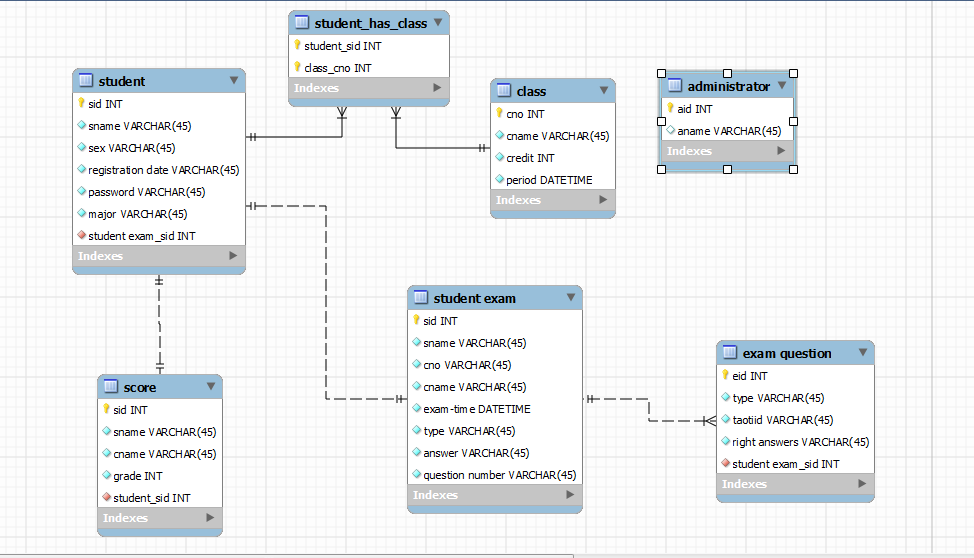 student_has_class
student_sid INT
class_cno INT
Indexes
student
sid INT
sname VARCHAR(45)
sex VARCHAR(45)
registration date VARCHAR(45)
password VARCHAR(45)
major VARCHAR(45)
student exam_sid INT
Indexes
class
cno INT
cname VARCHAR(45)
credit INT
period DATETIME
Indexes
administrator
aid INT
aname VARCHAR(45)
Indexes
student exam
sid INT
sname VARCHAR(45)
cno VARCHAR(45)
cname VARCHAR(45)
exam-time DATETIME
type VARCHAR(45)
answer VARCHAR(45)
question number VARCHAR(45)
Indexes
exam question
eid INT
type VARCHAR(45)
taotiid VARCHAR(45)
right answers VARCHAR(45)
student exam_sid INT
Indexes
score
sid INT
sname VARCHAR(45)
cname VARCHAR(45)
grade INT
student_sid INT
Indexes